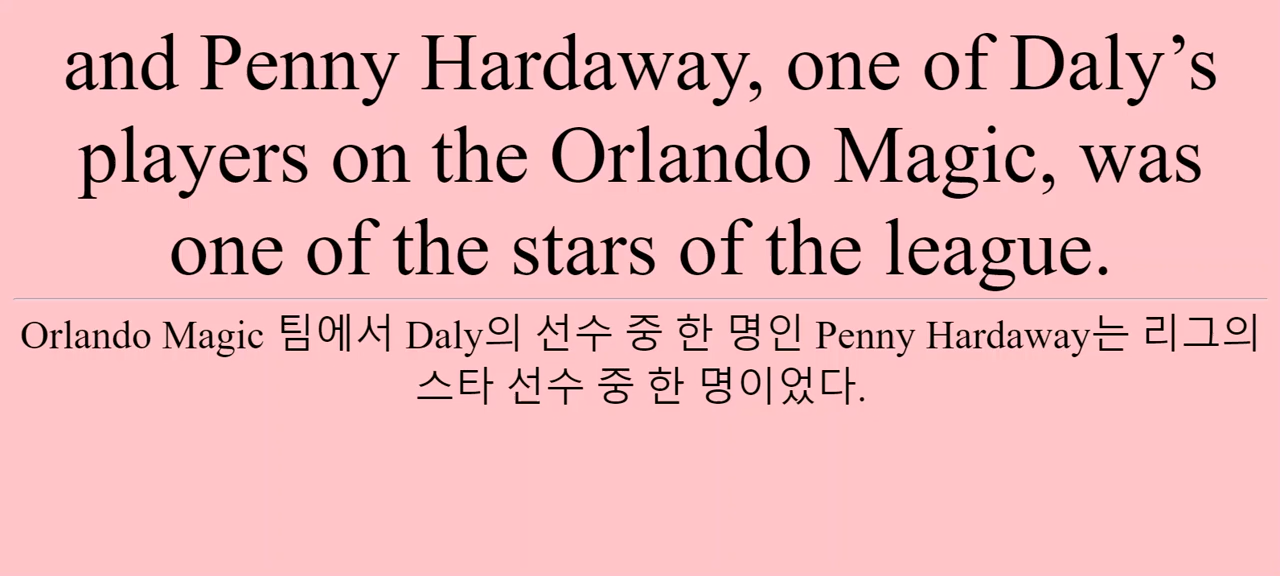 and Penny Hardaway, one of Daly’s
players on the Orlando Magic, was
one of the stars of the league.
Orlando Magic 팀에서 Daly의 선수 중 한 명인 Penny Hardaway는 리그의
스타 선수 중 한 명이었다.